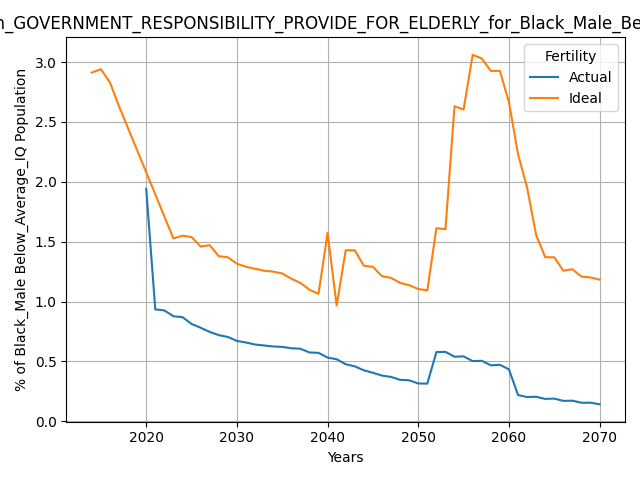 GOVERNMENT_RESPONSIBILITY_PROVIDE_FOR_ELDERLY_for_Black_Male_Be
Fertility
Actual
Ideal
% of Black_Male Below_Average_IQ Population
3.0
2.5
2.0
1.5
1.0
0.5
0.0
2020 2030 2040 2050 2060 2070
Years